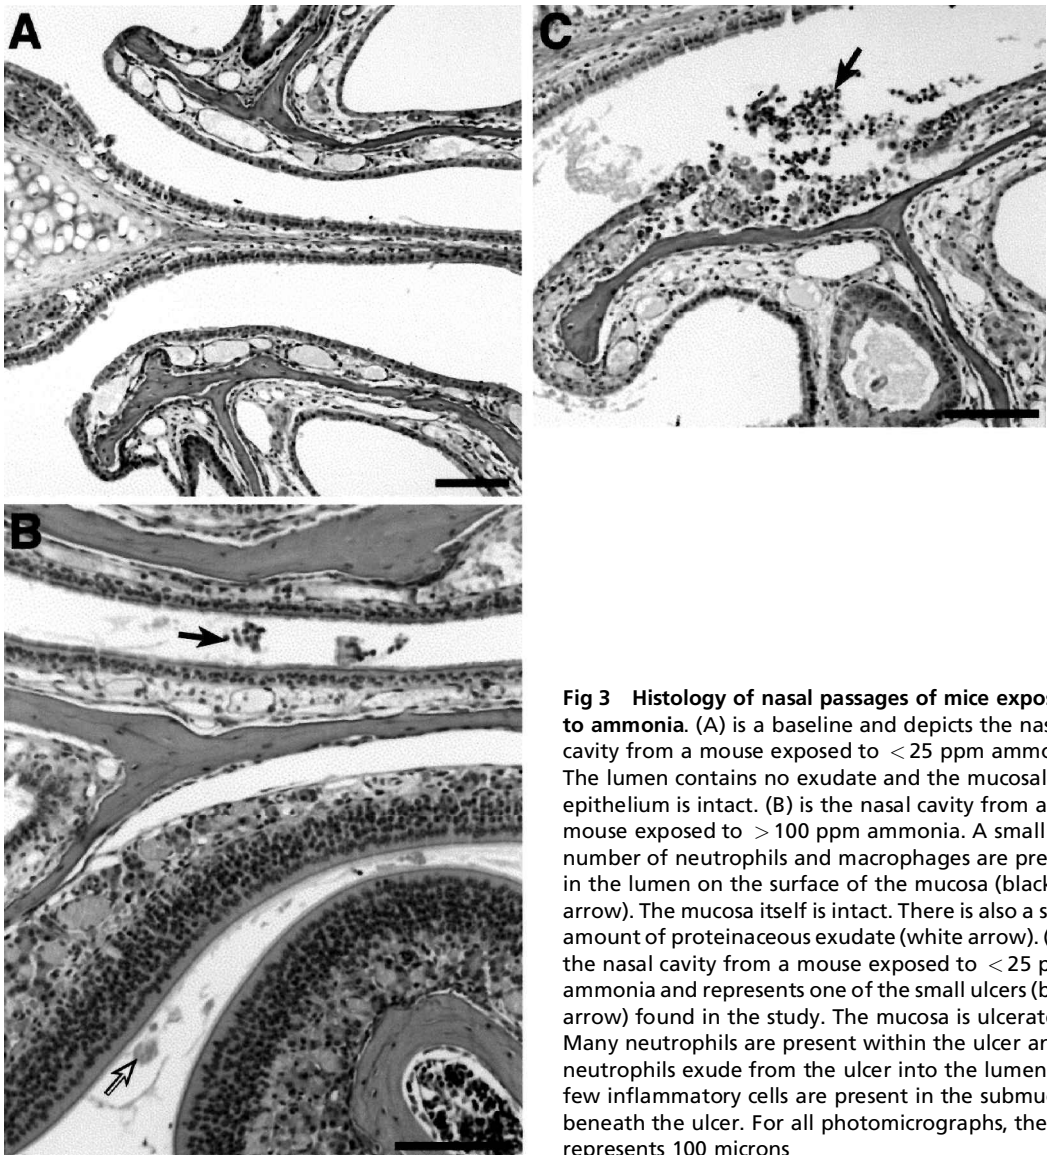 A
C
B
Fig 3 Histology of nasal passages of mice expos
to ammonia. (A) is a baseline and depicts the nas
cavity from a mouse exposed to <25 ppm ammo
The lumen contains no exudate and the mucosal
epithelium is intact. (B) is the nasal cavity from a
mouse exposed to >100 ppm ammonia. A small
number of neutrophils and macrophages are pre
in the lumen on the surface of the mucosa (black
arrow). The mucosa itself is intact. There is also a s
amount of proteinaceous exudate (white arrow). (
the nasal cavity from a mouse exposed to <25 p
ammonia and represents one of the small ulcers (b
arrow) found in the study. The mucosa is ulcerat
Many neutrophils are present within the ulcer an
neutrophils exude from the ulcer into the lumen
few inflammatory cells are present in the submu
beneath the ulcer. For all photomicrographs, the
represents 100 microns